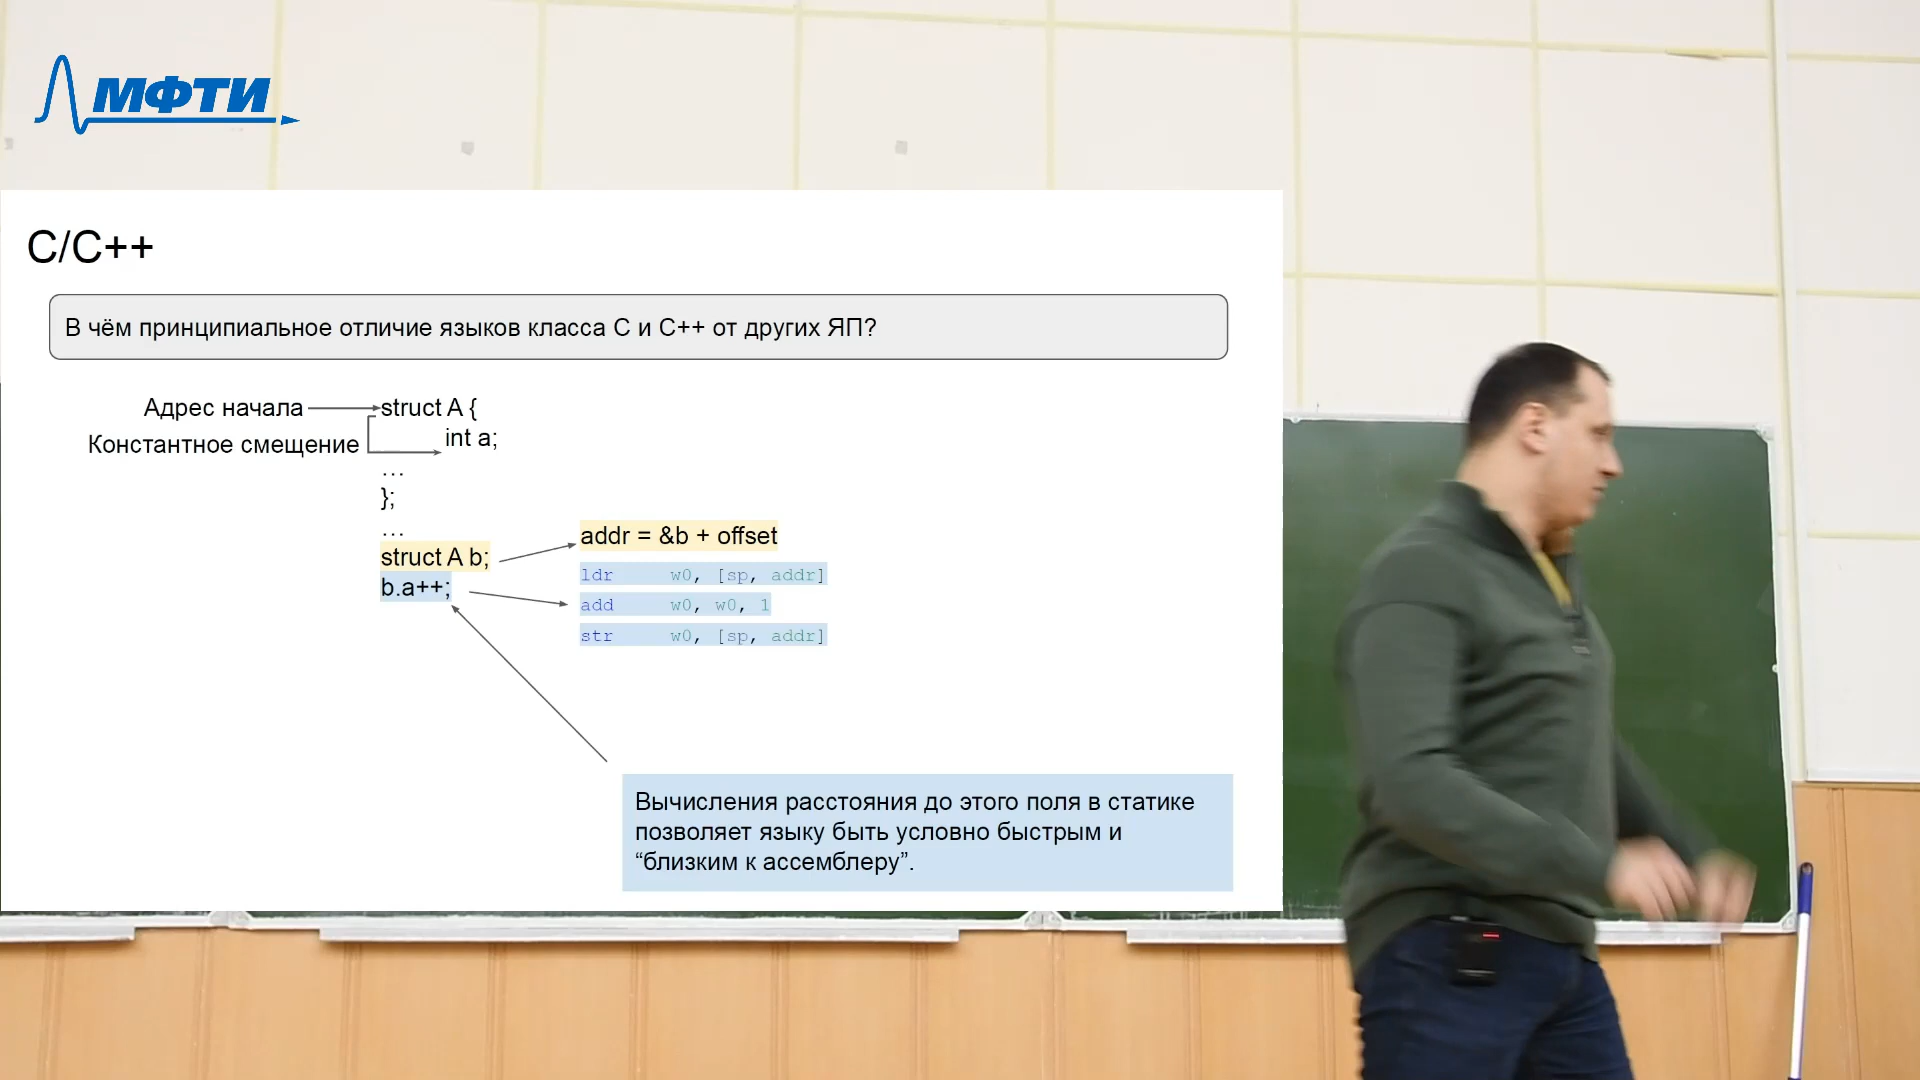 МФТИ
C/C++
В чём принципиальное отличие языков класса C и C++ от других ЯП?
Адрес начала
struct A {
Константное смещение
int a;
…
};
…
addr = &b + offset
struct A b;
ldr w0, [sp, addr]
b.a++;
add w0, w0, 1
str w0, [sp, addr]
Вычисления расстояния до этого поля в статике
позволяет языку быть условно быстрым и
“близким к ассемблеру”.